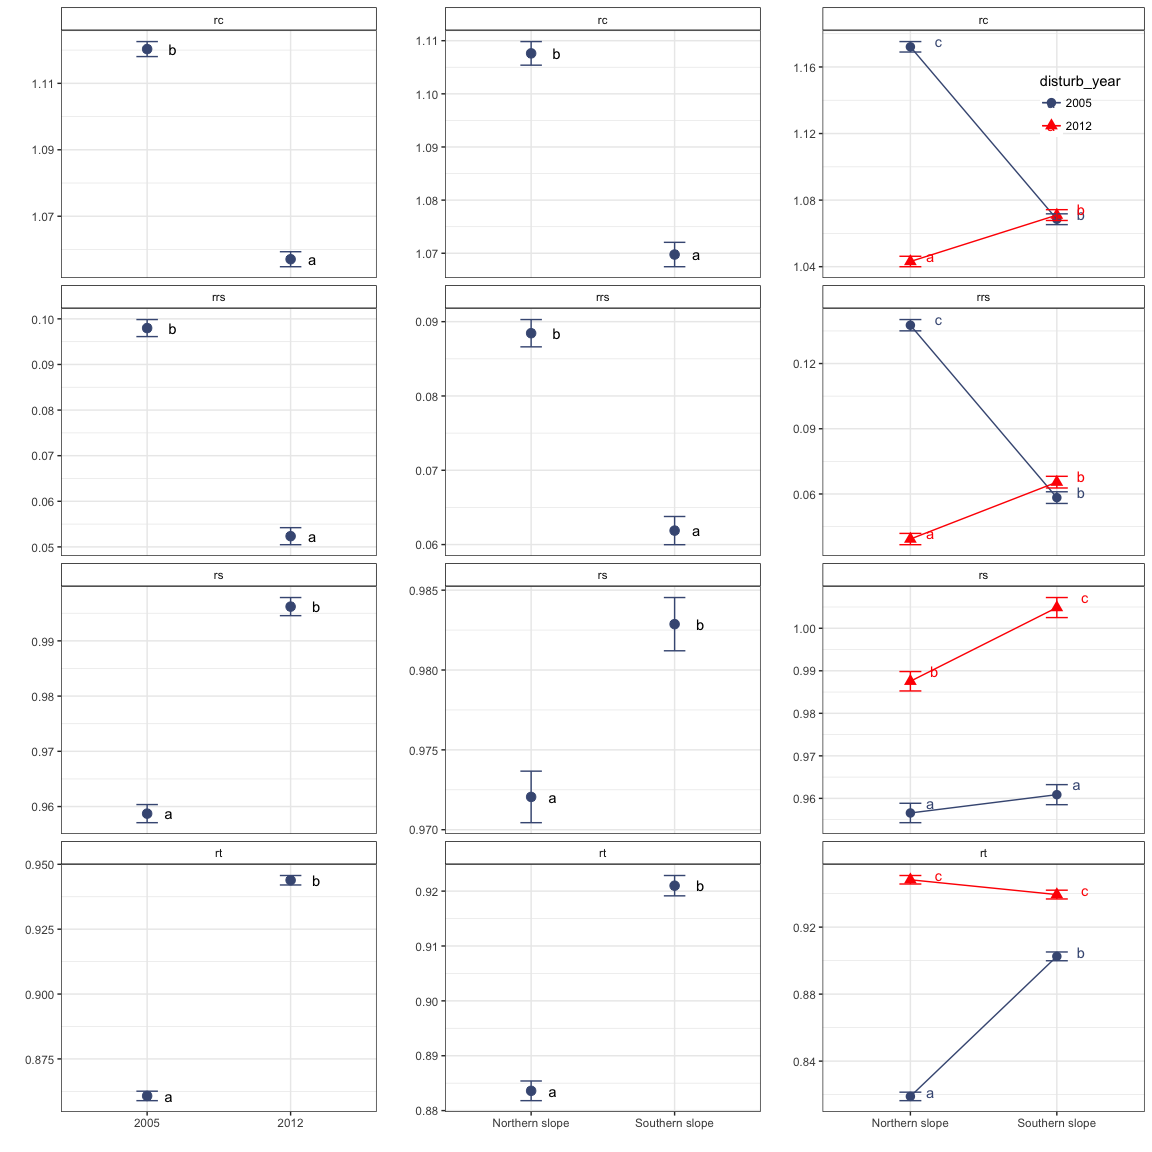 rc
b
1.11
1.09
1.07
a
rc
1.11
b
1.10
1.09
1.08
1.07
a
rc
c
1.16
disturb_year
2005
2012
1.12
1.08
b
b
1.04
a
rrs
0.10
b
0.09
0.08
0.07
0.06
0.05
a
rrs
0.09
b
0.08
0.07
0.06
a
rrs
c
0.12
0.09
b
0.06
b
a
rs
b
0.99
0.98
0.97
0.96
a
rs
0.985
b
0.980
0.975
a
0.970
rs
c
1.00
b
0.99
0.98
0.97
a
0.96
a
rt
0.950
b
0.925
0.900
0.875
a
2005 2012
rt
0.92
b
0.91
0.90
0.89
a
0.88
Northern slope Southern slope
rt
c
c
0.92
b
0.88
0.84
a
Northern slope Southern slope